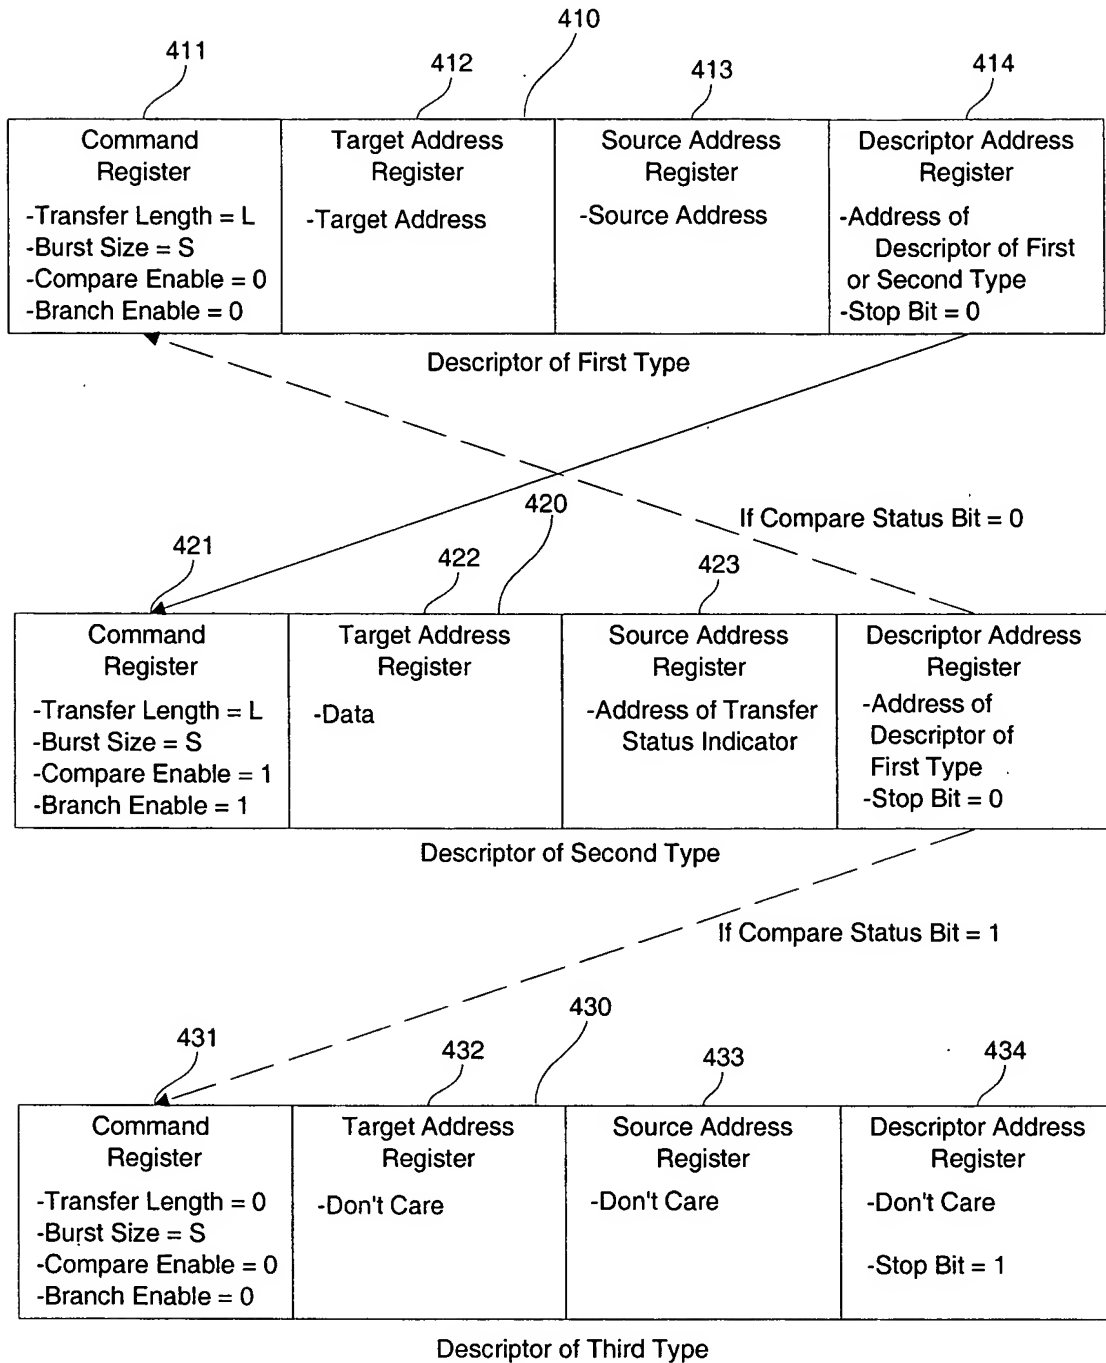 410
411
412
413
414
Command
Register
-Transfer Length = L
-Burst Size = S
-Compare Enable = 0
-Branch Enable = 0
Target Address
Register
-Target Address
Source Address
Register
-Source Address
Descriptor Address
Register
-Address of
Descriptor of First
or Second Type
-Stop Bit = 0
Descriptor of First Type
If Compare Status Bit = 0
420
421
422
423
Command
Register
-Transfer Length = L
-Burst Size = S
-Compare Enable = 1
-Branch Enable = 1
Target Address
Register
-Data
Source Address
Register
-Address of Transfer
Status Indicator
Descriptor Address
Register
-Address of
Descriptor of
First Type
-Stop Bit = 0
Descriptor of Second Type
If Compare Status Bit = 1
430
431
432
433
434
Command
Register
-Transfer Length = 0
-Burst Size = S
-Compare Enable = 0
-Branch Enable = 0
Target Address
Register
-Don't Care
Source Address
Register
-Don't Care
Descriptor Address
Register
-Don't Care
-Stop Bit = 1
Descriptor of Third Type